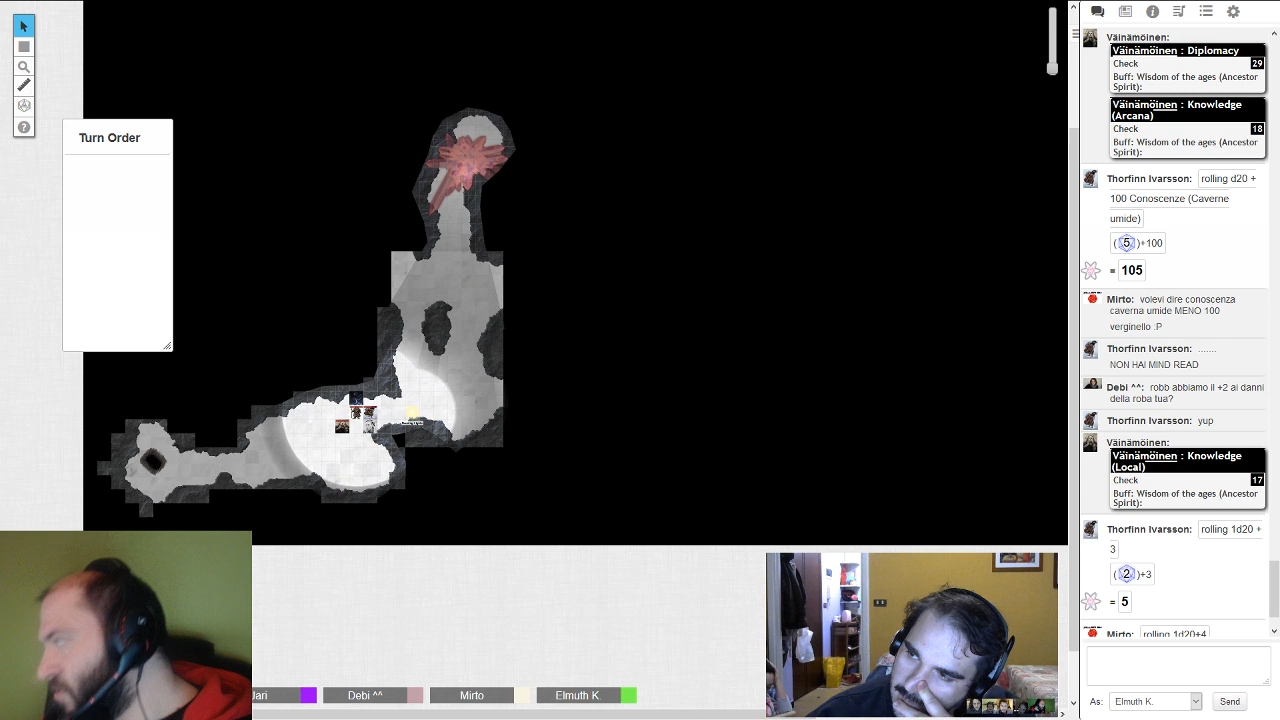 Turn Order
Jari
Debi ^^
Mirto
Elmuth K.
Väinämöinen:
Väinämöinen : Diplomacy
Check 29
Buff: Wisdom of the ages (Ancestor
Spirit):
Väinämöinen : Knowledge
(Arcana)
Check 18
Buff: Wisdom of the ages (Ancestor
Spirit):
Thorfinn Ivarsson: rolling d20 +
100 Conoscenze (Caverne
umide)
(5)+100
= 105
Mirto: volevi dire conoscenza
caverna umide MENO 100
verginello :P
Thorfinn Ivarsson: .......
NON HAI MIND READ
Debi ^^: robb abbiamo il +2 ai danni
della roba tua?
Thorfinn Ivarsson: yup
Väinämöinen:
Väinämöinen : Knowledge
(Local)
Check 17
Buff: Wisdom of the ages (Ancestor
Spirit):
Thorfinn Ivarsson: rolling 1d20 +
3
(2)+3
= 5
Mirto: rolling 1d20+4
As: Elmuth K. Send